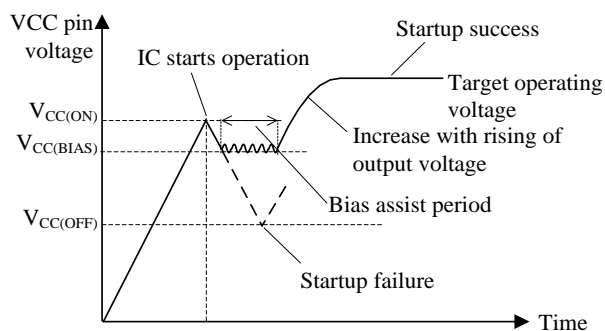 VCC pin
voltage
Startup success
IC starts operation
Target operating
voltage
VCC(ON)
Increase with rising of
output voltage
VCC(BIAS)
Bias assist period
VCC(OFF)
Startup failure
Time